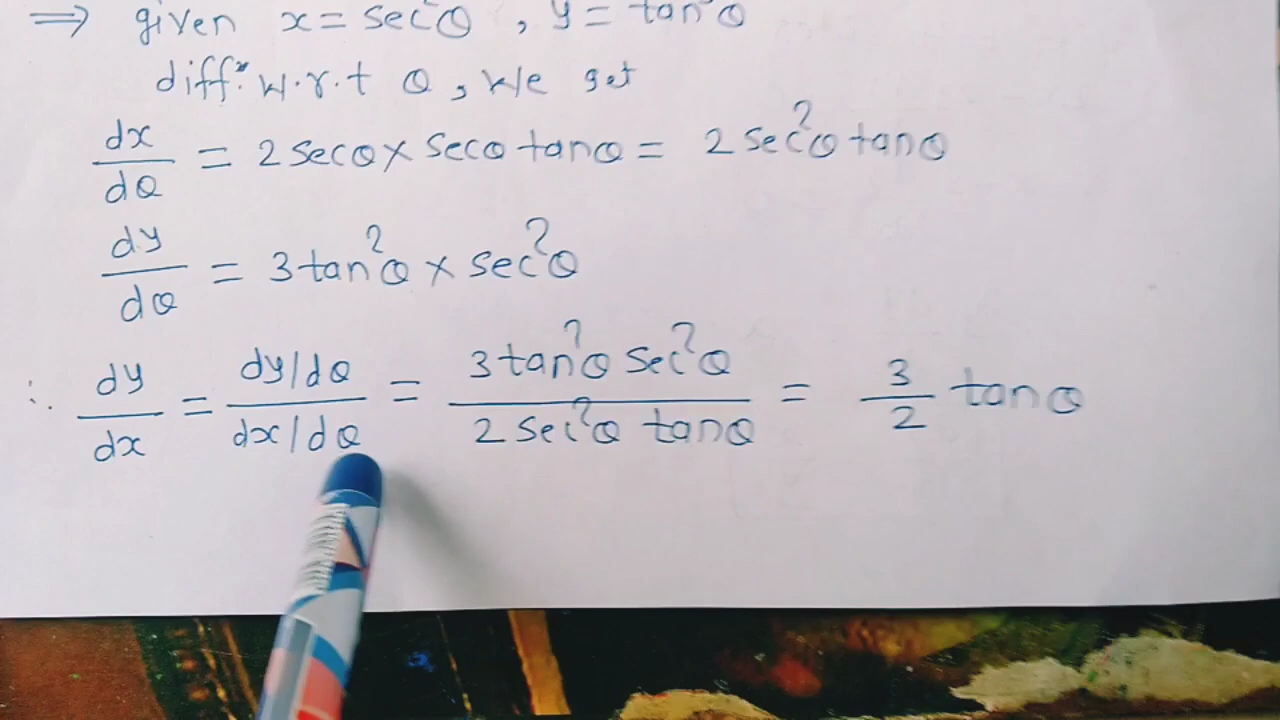 ⇒ given x = sec²θ , y = tan³θ
diffⁿ. w.r.t θ , we get
dx/dθ = 2 secθ × secθ tanθ = 2 sec²θ tanθ
dy/dθ = 3 tan²θ × sec²θ
∴ dy/dx = (dy/dθ)/(dx/dθ) = (3 tan²θ sec²θ)/(2 sec²θ tanθ) = 3/2 tanθ